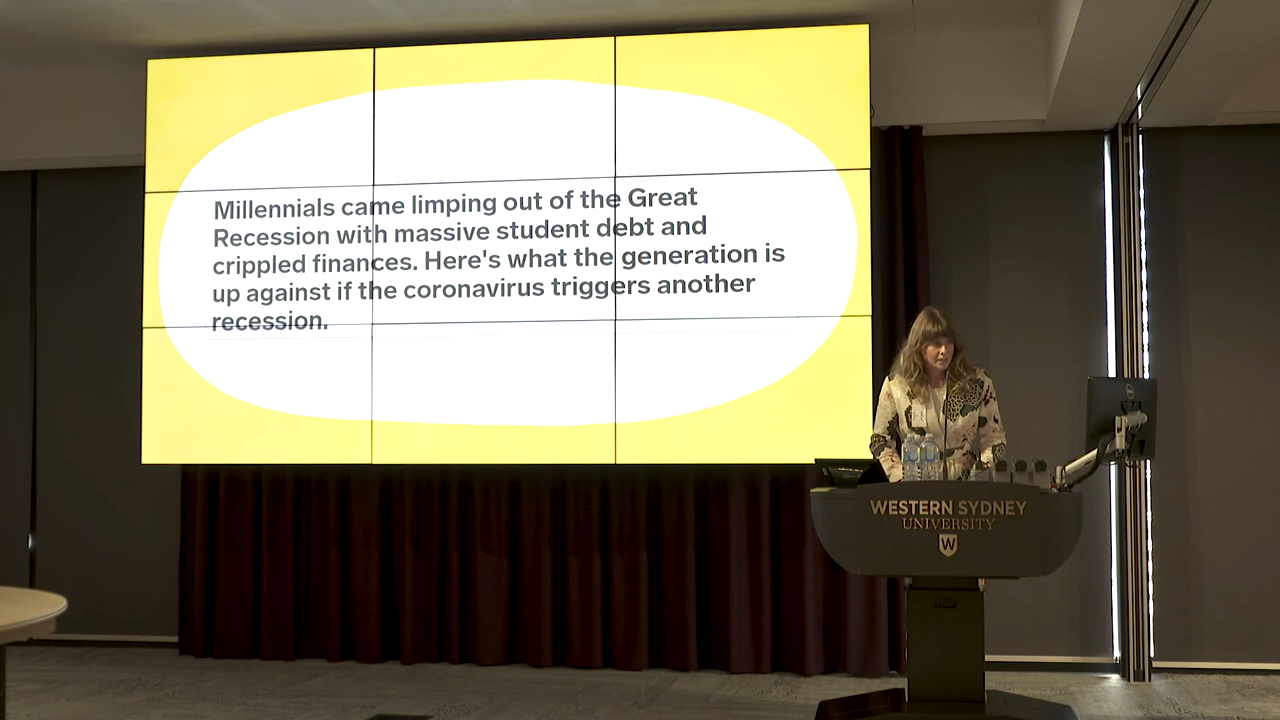 Millennials came limping out of the Great
Recession with massive student debt and
crippled finances. Here's what the generation is
up against if the coronavirus triggers another
recession.
WESTERN SYDNEY
UNIVERSITY
W